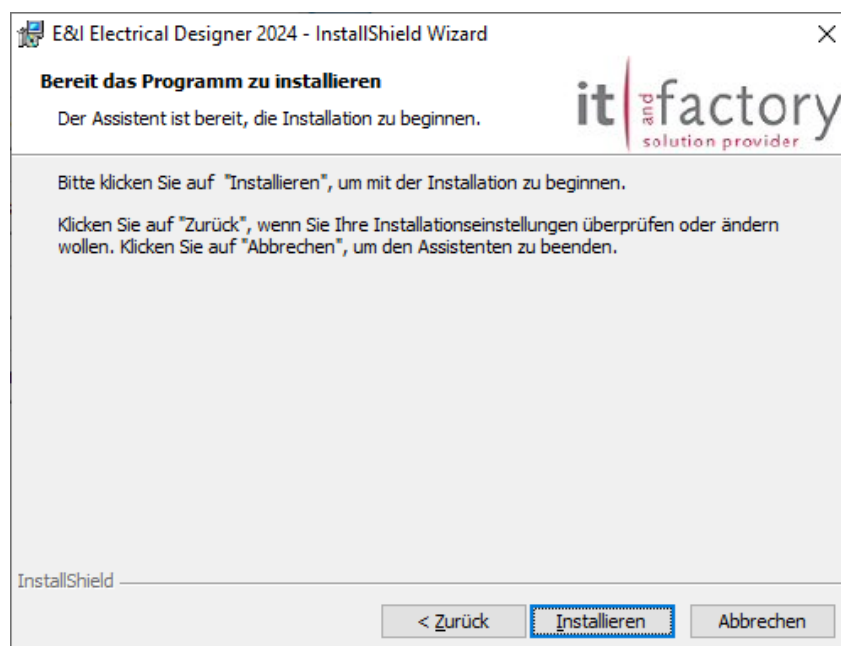 E&I Electrical Designer 2024 - InstallShield Wizard
Bereit das Programm zu installieren
Der Assistent ist bereit, die Installation zu beginnen.
it and factory
solution provider
Bitte klicken Sie auf "Installieren", um mit der Installation zu beginnen.
Klicken Sie auf "Zurück", wenn Sie Ihre Installationseinstellungen überprüfen oder ändern
wollen. Klicken Sie auf "Abbrechen", um den Assistenten zu beenden.
InstallShield
< Zurück
Installieren
Abbrechen